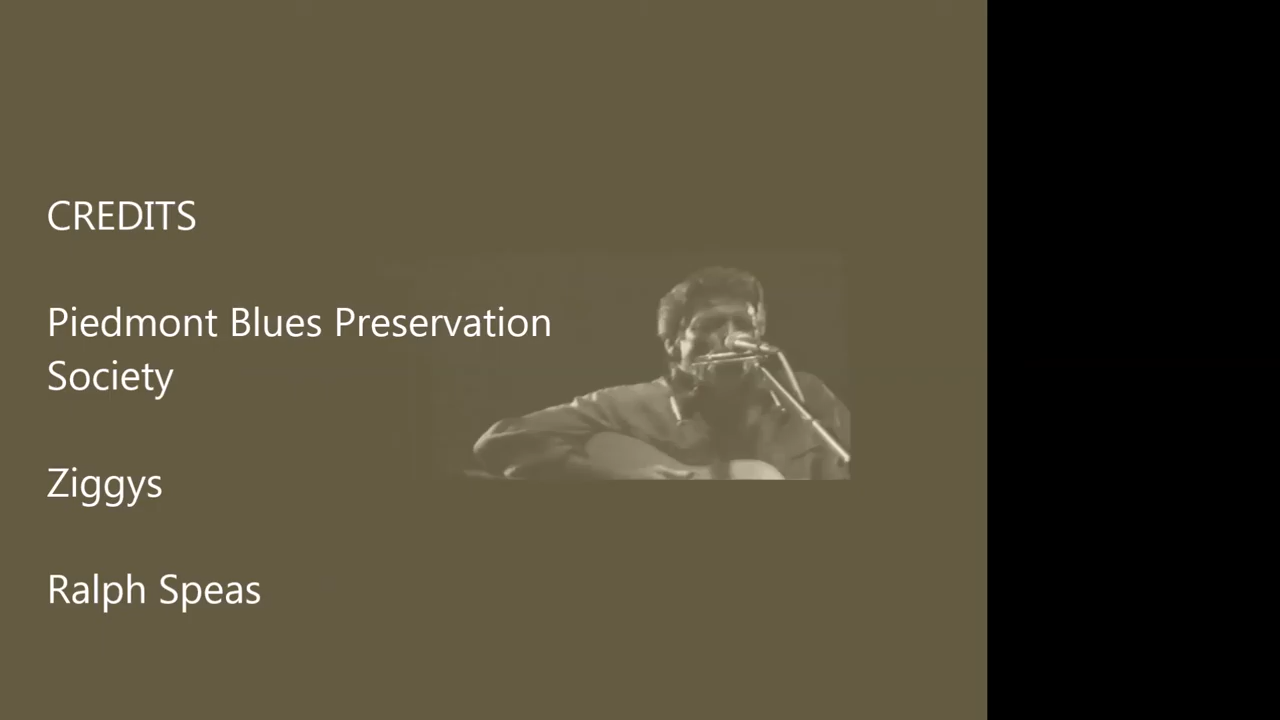 CREDITS
Piedmont Blues Preservation
Society
Ziggys
Ralph Speas